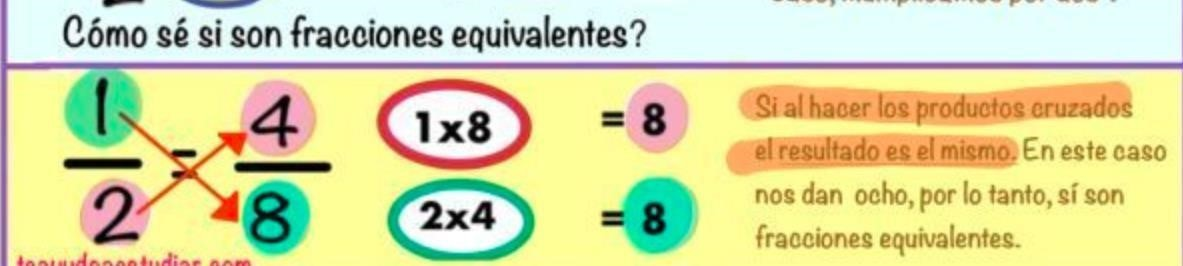 Cómo sé si son fracciones equivalentes?
1 4 1x8 = 8
2 = 8 2x4 = 8
Si al hacer los productos cruzados
el resultado es el mismo. En este caso
nos dan ocho, por lo tanto, sí son
fracciones equivalentes.